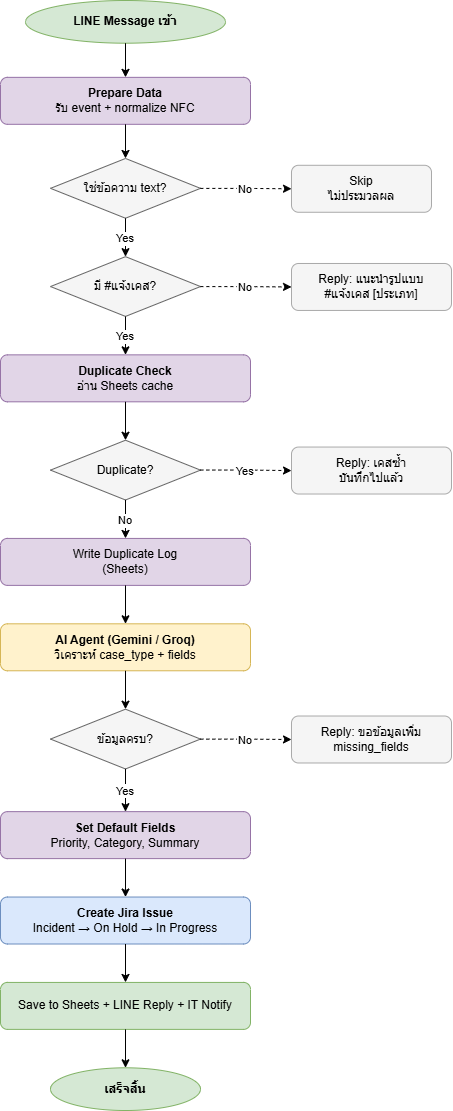 LINE Message เข้า
Prepare Data
รับ event + normalize NFC
ใช่ข้อความ text?
No
Skip
ไม่ประมวลผล
Yes
มี #แจ้งเคส?
No
Reply: แนะนำรูปแบบ
#แจ้งเคส [ประเภท]
Yes
Duplicate Check
อ่าน Sheets cache
Duplicate?
Yes
Reply: เคสซ้ำ
บันทึกไปแล้ว
No
Write Duplicate Log
(Sheets)
AI Agent (Gemini / Groq)
วิเคราะห์ case_type + fields
ข้อมูลครบ?
No
Reply: ขอข้อมูลเพิ่ม
missing_fields
Yes
Set Default Fields
Priority, Category, Summary
Create Jira Issue
Incident → On Hold → In Progress
Save to Sheets + LINE Reply + IT Notify
เสร็จสิ้น